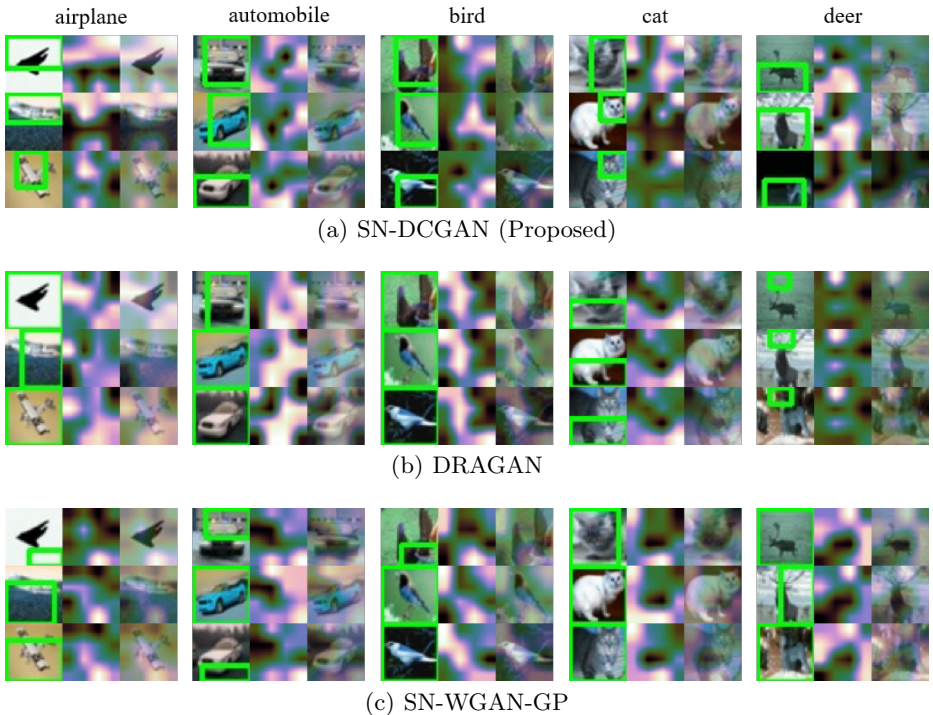 airplane automobile bird cat deer
(a) SN-DCGAN (Proposed)
(b) DRAGAN
(c) SN-WGAN-GP